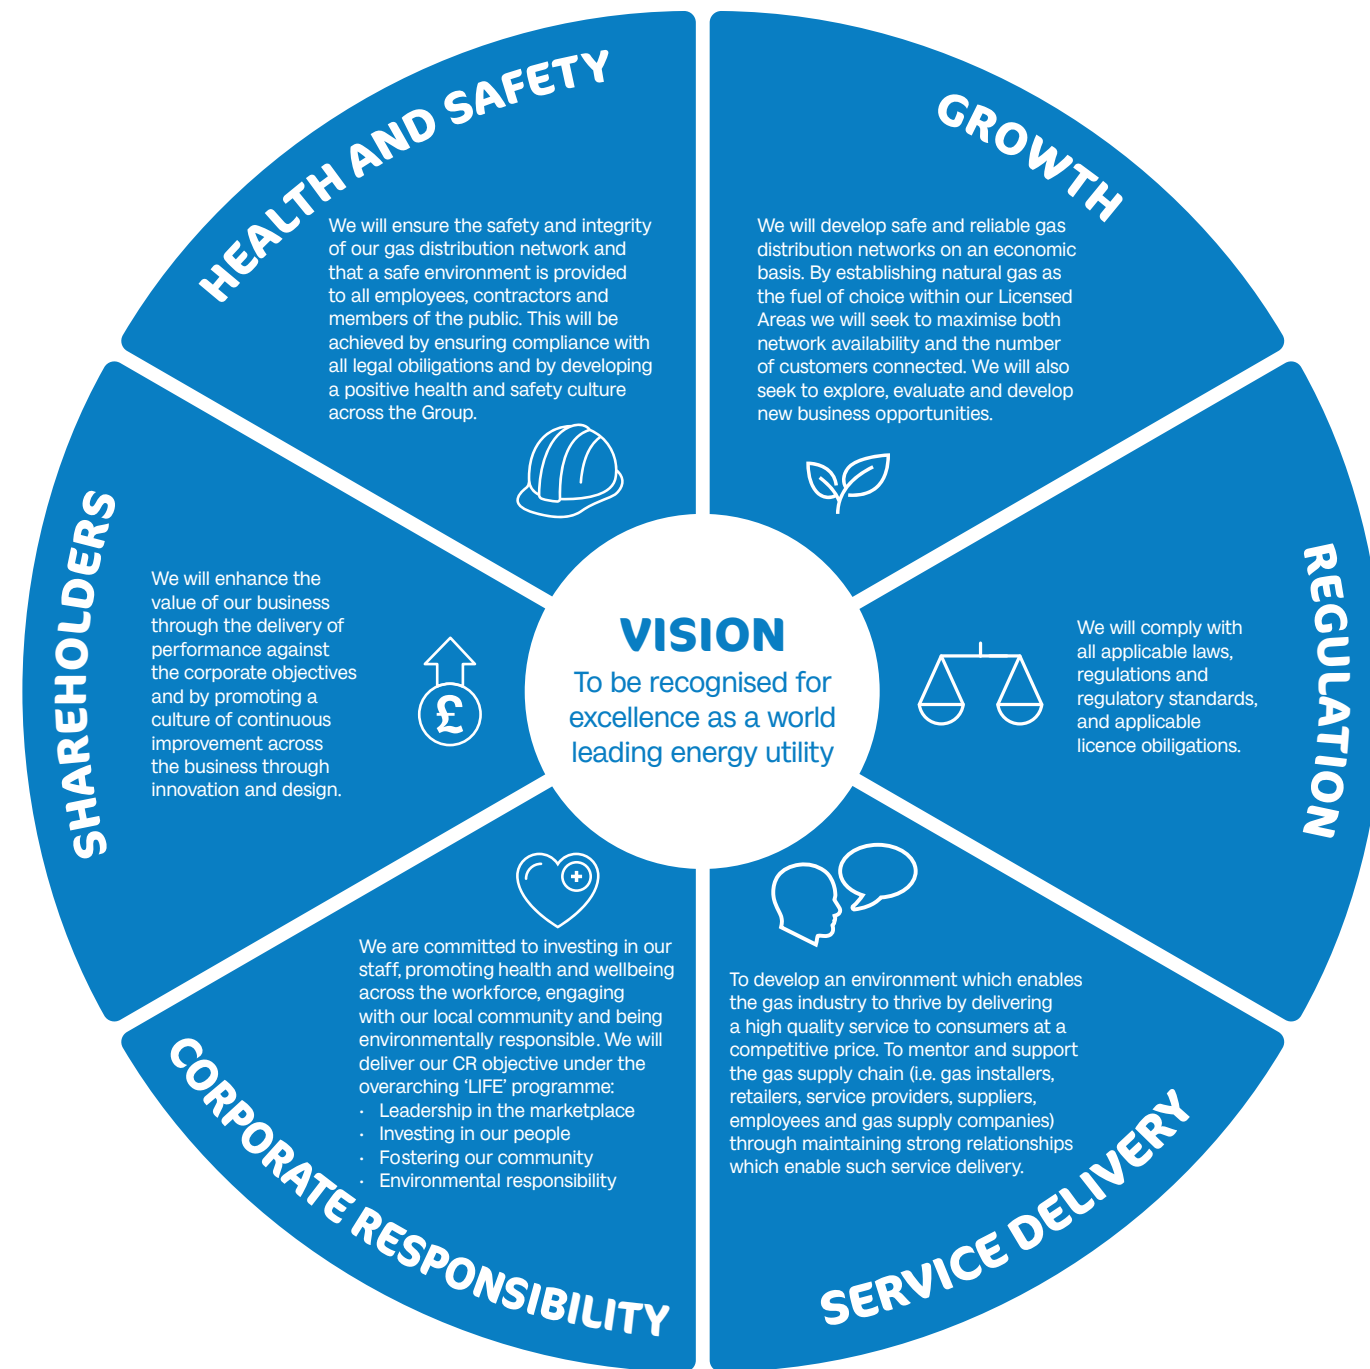 HEALTH AND SAFETY
We will ensure the safety and integrity
of our gas distribution network and
that a safe environment is provided
to all employees, contractors and
members of the public. This will be
achieved by ensuring compliance with
all legal obiligations and by developing
a positive health and safety culture
across the Group.
GROWTH
We will develop safe and reliable gas
distribution networks on an economic
basis. By establishing natural gas as
the fuel of choice within our Licensed
Areas we will seek to maximise both
network availability and the number
of customers connected. We will also
seek to explore, evaluate and develop
new business opportunities.
SHAREHOLDERS
We will enhance the
value of our business
through the delivery of
performance against
the corporate objectives
and by promoting a
culture of continuous
improvement across
the business through
innovation and design.
£
VISION
To be recognised for
excellence as a world
leading energy utility
REGULATION
We will comply with
all applicable laws,
regulations and
regulatory standards,
and applicable
licence obiligations.
CORPORATE RESPONSIBILITY
We are committed to investing in our
staff, promoting health and wellbeing
across the workforce, engaging
with our local community and being
environmentally responsible. We will
deliver our CR objective under the
overarching ‘LIFE’ programme:
· Leadership in the marketplace
· Investing in our people
· Fostering our community
· Environmental responsibility
SERVICE DELIVERY
To develop an environment which enables
the gas industry to thrive by delivering
a high quality service to consumers at a
competitive price. To mentor and support
the gas supply chain (i.e. gas installers,
retailers, service providers, suppliers,
employees and gas supply companies)
through maintaining strong relationships
which enable such service delivery.